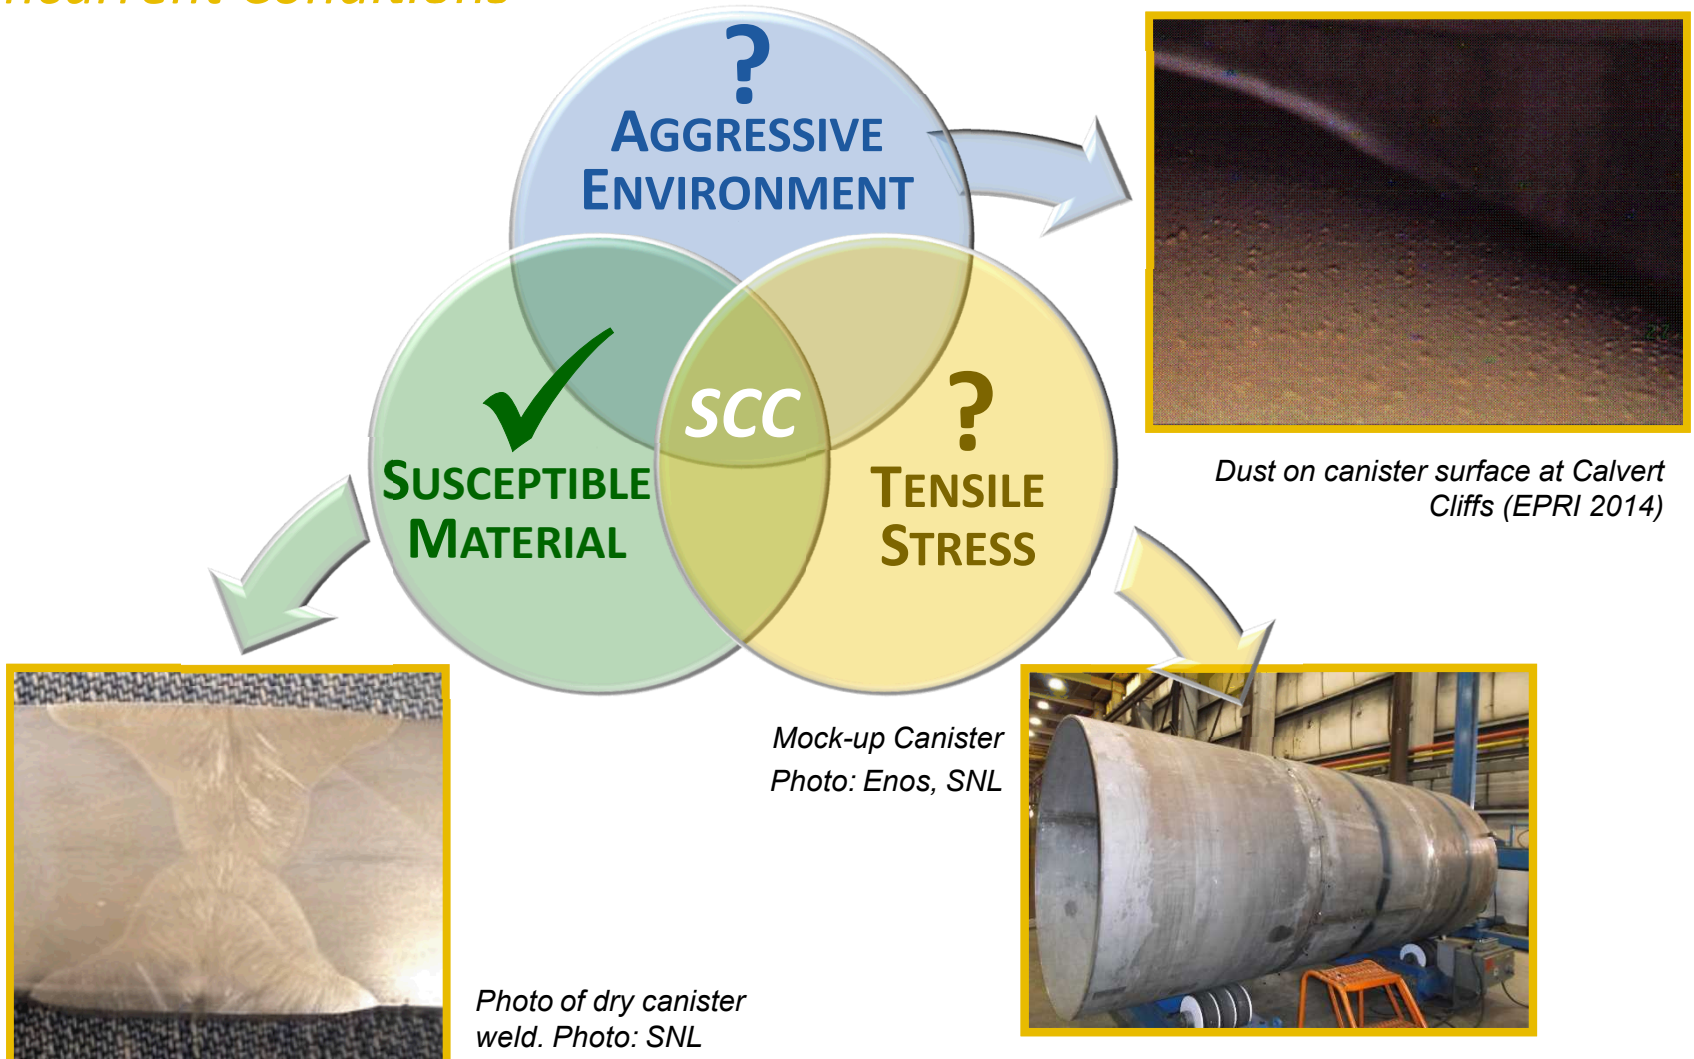 Conditions
?
AGGRESSIVE
ENVIRONMENT
SCC
SUSCEPTIBLE
MATERIAL
?
TENSILE
STRESS
Dust on canister surface at Calvert
Cliffs (EPRI 2014)
Mock-up Canister
Photo: Enos, SNL
Photo of dry canister
weld. Photo: SNL